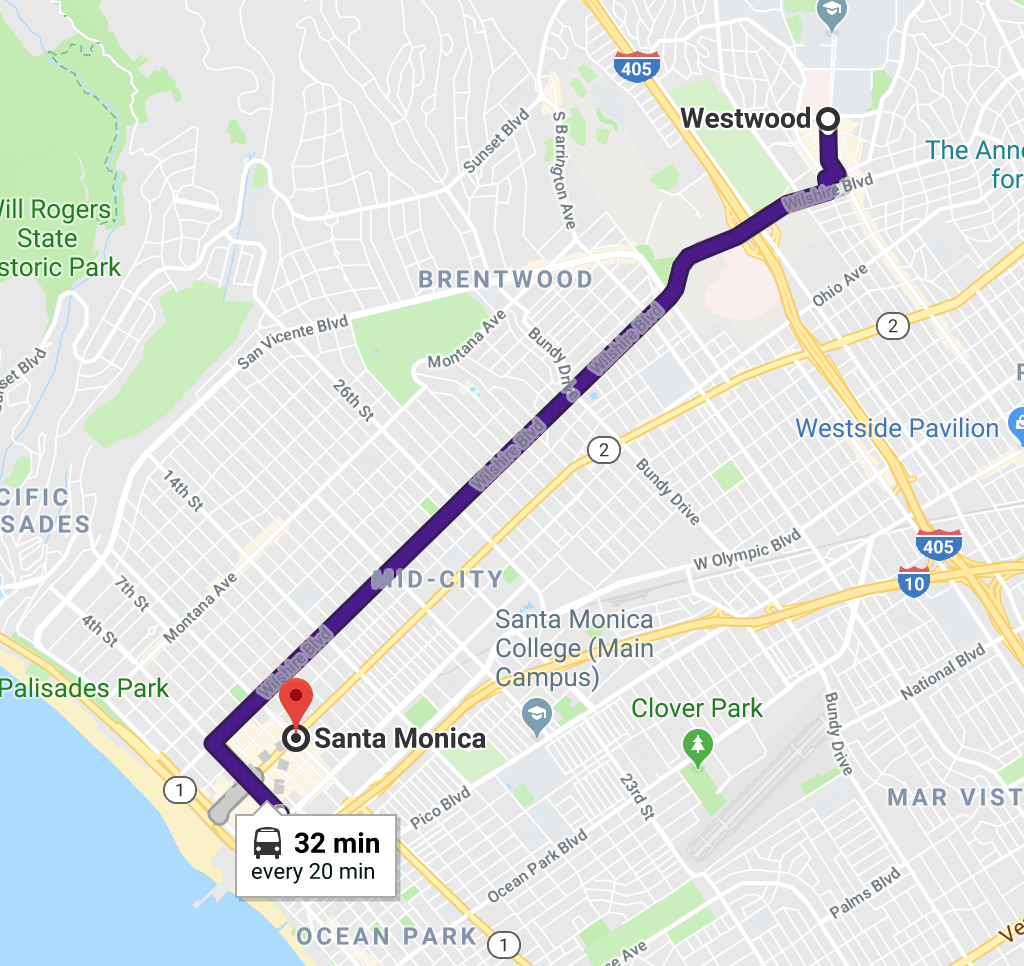 405
Westwood
Sunset Blvd
S Barrington Ave
The Anne
for
Wilshire Blvd
Will Rogers
State
storic Park
BRENTWOOD
Ohio Ave
2
San Vicente Blvd
Montana Ave
Bundy Drive
Wilshire Blvd
nset Blvd
26th St
Westside Pavilion
2
Wilshire Blvd
Bundy Drive
14th St
CIFIC
SADES
405
W Olympic Blvd
10
MID-CITY
7th St
Montana Ave
4th St
Santa Monica
College (Main
Campus)
Wilshire Blvd
National Blvd
Palisades Park
Clover Park
Bundy Drive
Santa Monica
1
23rd St
Pico Blvd
MAR VIST
32 min
every 20 min
Ocean Park Blvd
Palms Blvd
OCEAN PARK
1
e Ave
Ve